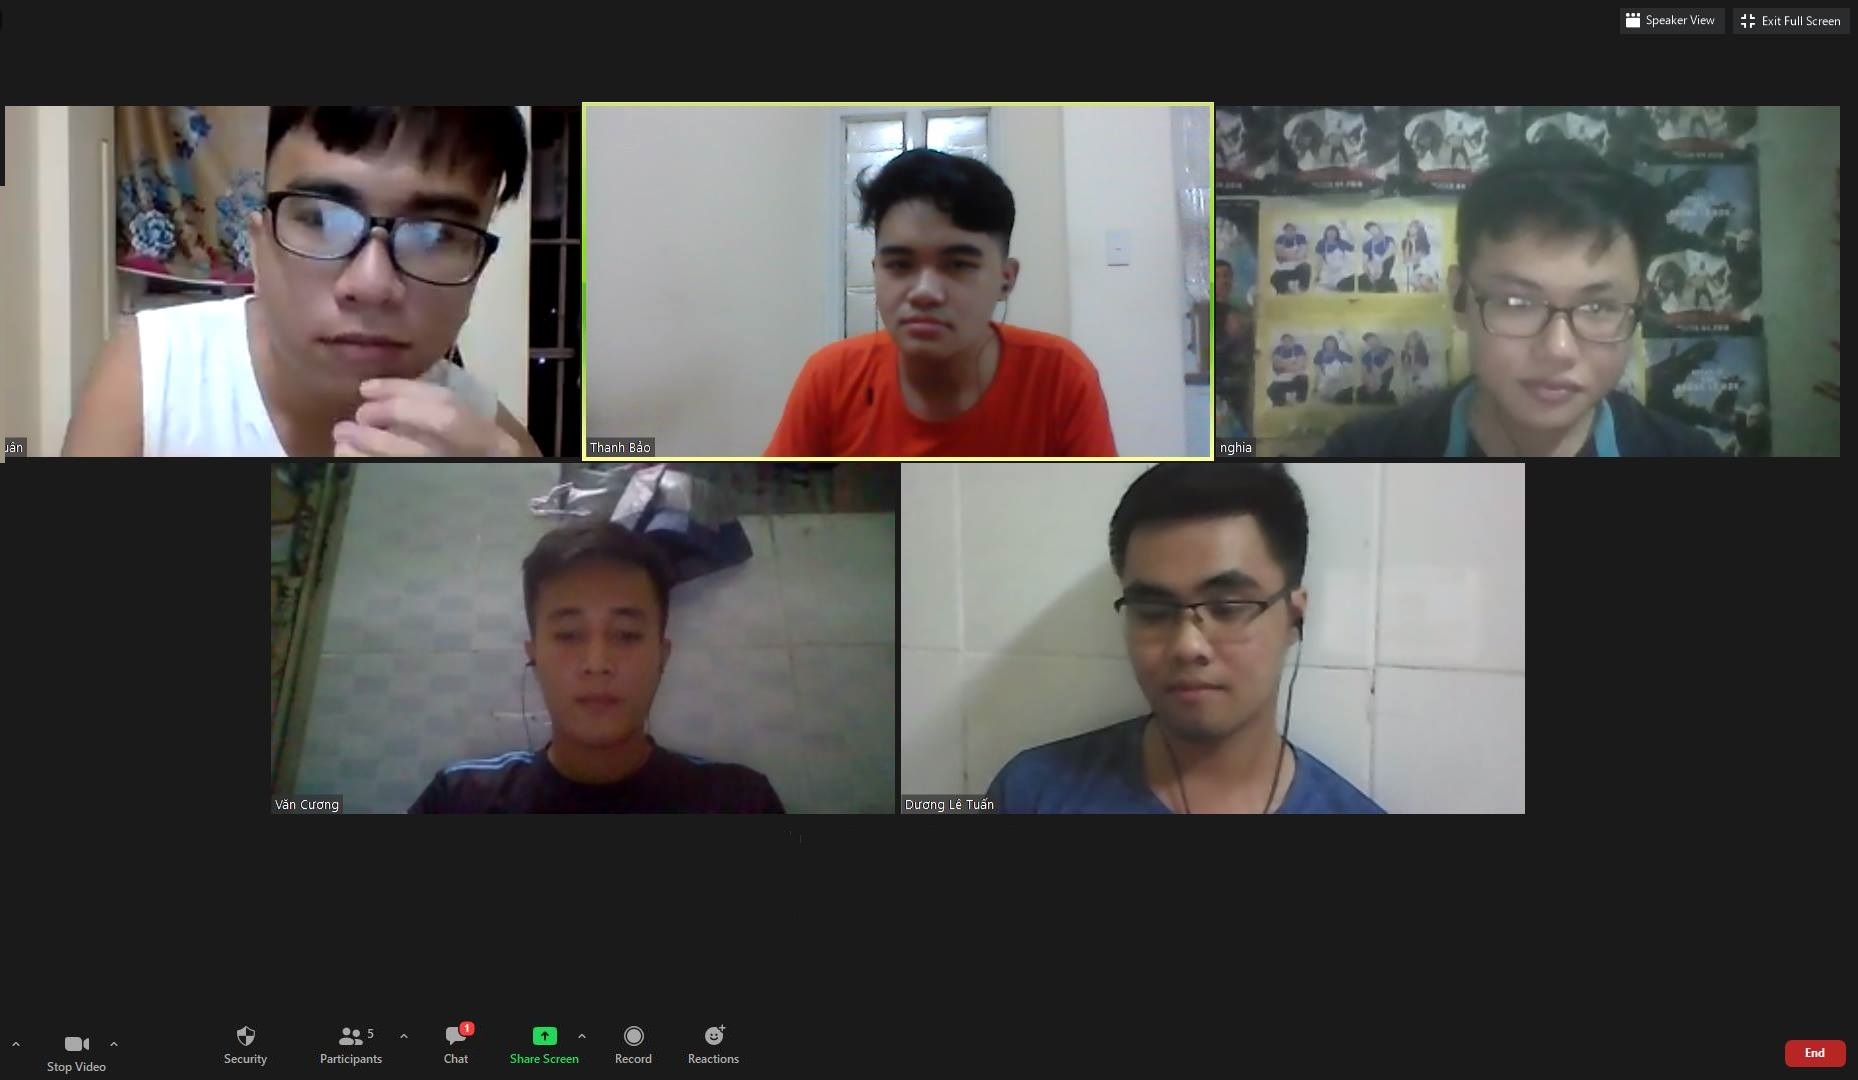 Speaker View
Exit Full Screen
uân
Thanh Bảo
nghia
Văn Cương
Dương Lê Tuấn
Stop Video
Security
Participants
5
Chat
1
Share Screen
Record
Reactions
End